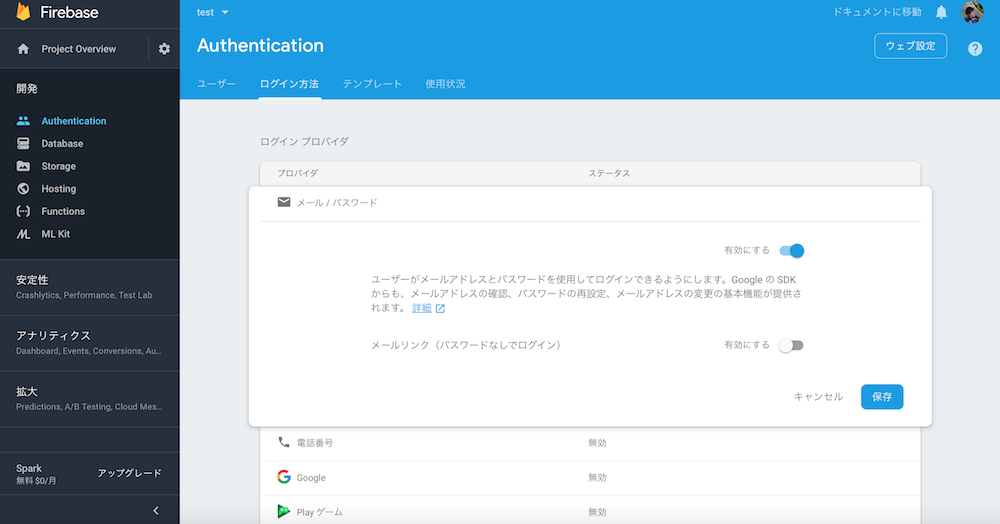 Firebase
Project Overview
開発
Authentication
Database
Storage
Hosting
Functions
ML Kit
安定性
Crashlytics, Performance, Test Lab
アナリティクス
Dashboard, Events, Conversions, Au...
拡大
Predictions, A/B Testing, Cloud Mes...
Spark
無料 $0/月
アップグレード
test
ドキュメントに移動
Authentication
ウェブ設定
?
ユーザー ログイン方法 テンプレート 使用状況
ログイン プロバイダ
プロバイダ ステータス
メール / パスワード
有効にする
ユーザーがメールアドレスとパスワードを使用してログインできるようにします。Google の SDK
からも、メールアドレスの確認、パスワードの再設定、メールアドレスの変更の基本機能が提供さ
れます。 詳細
メールリンク（パスワードなしでログイン） 有効にする
キャンセル 保存
電話番号 無効
Google 無効
Play ゲーム 無効